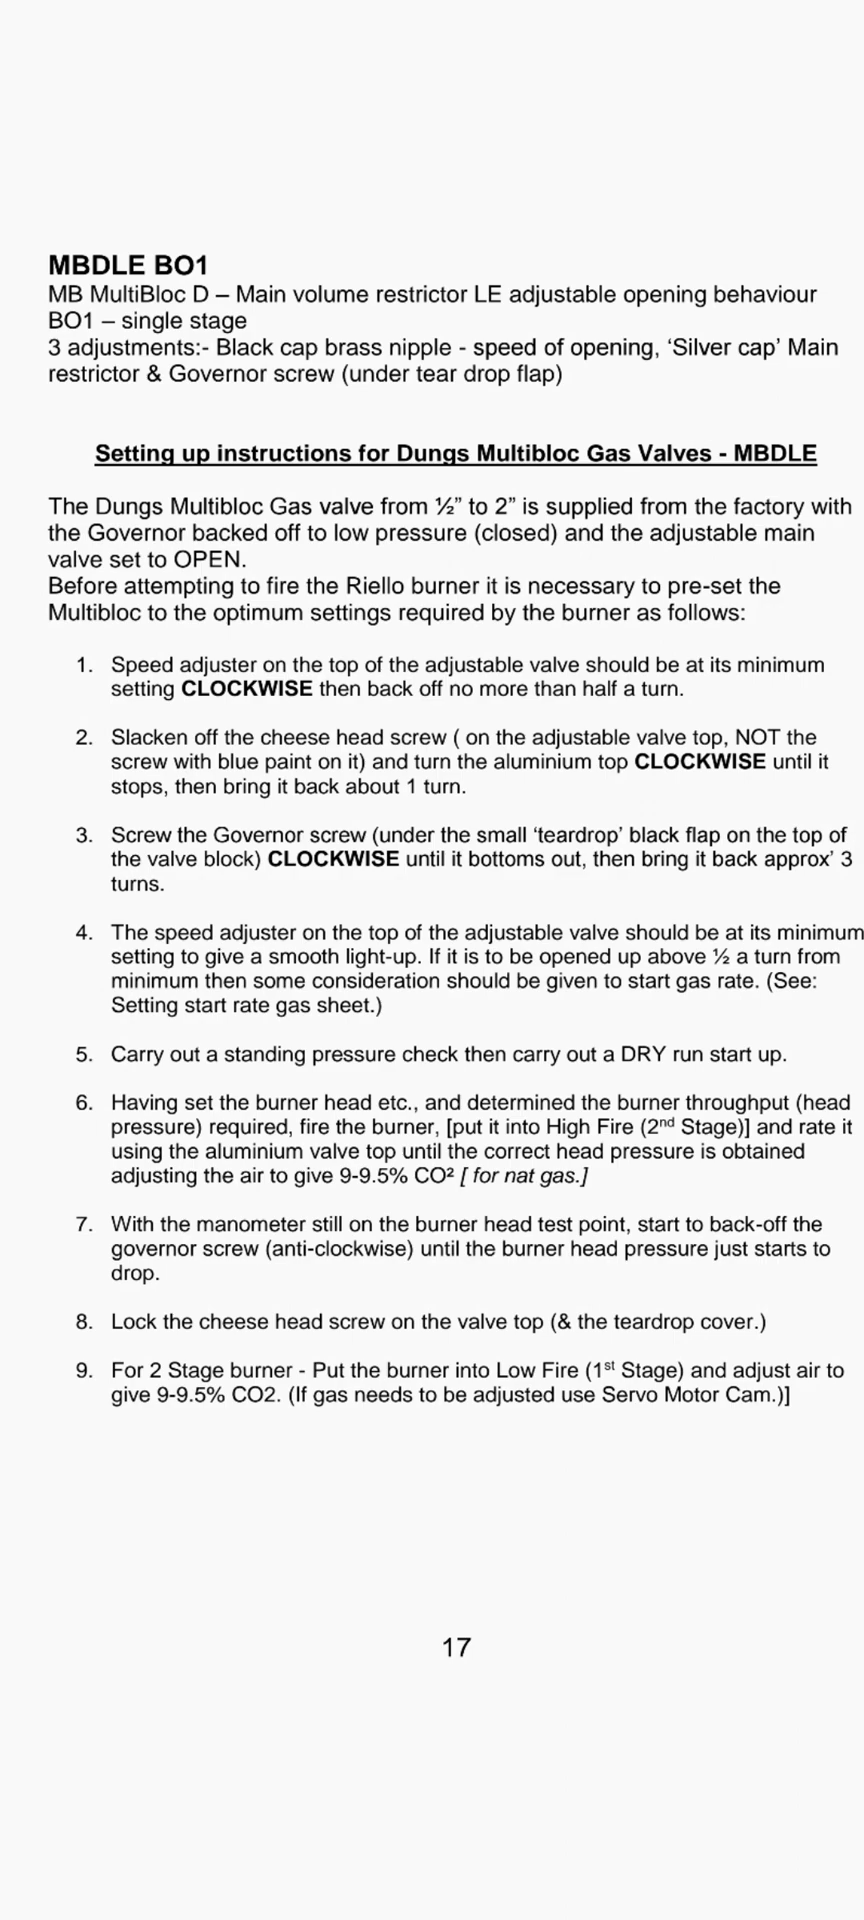 MBDLE BO1
MB MultiBloc D – Main volume restrictor LE adjustable opening behaviour
BO1 – single stage
3 adjustments:- Black cap brass nipple - speed of opening, ‘Silver cap’ Main
restrictor & Governor screw (under tear drop flap)
Setting up instructions for Dungs Multibloc Gas Valves - MBDLE
The Dungs Multibloc Gas valve from ½” to 2” is supplied from the factory with
the Governor backed off to low pressure (closed) and the adjustable main
valve set to OPEN.
Before attempting to fire the Riello burner it is necessary to pre-set the
Multibloc to the optimum settings required by the burner as follows:
1. Speed adjuster on the top of the adjustable valve should be at its minimum
setting CLOCKWISE then back off no more than half a turn.
2. Slacken off the cheese head screw ( on the adjustable valve top, NOT the
screw with blue paint on it) and turn the aluminium top CLOCKWISE until it
stops, then bring it back about 1 turn.
3. Screw the Governor screw (under the small ‘teardrop’ black flap on the top of
the valve block) CLOCKWISE until it bottoms out, then bring it back approx’ 3
turns.
4. The speed adjuster on the top of the adjustable valve should be at its minimum
setting to give a smooth light-up. If it is to be opened up above ½ a turn from
minimum then some consideration should be given to start gas rate. (See:
Setting start rate gas sheet.)
5. Carry out a standing pressure check then carry out a DRY run start up.
6. Having set the burner head etc., and determined the burner throughput (head
pressure) required, fire the burner, [put it into High Fire (2nd Stage)] and rate it
using the aluminium valve top until the correct head pressure is obtained
adjusting the air to give 9-9.5% CO² [ for nat gas.]
7. With the manometer still on the burner head test point, start to back-off the
governor screw (anti-clockwise) until the burner head pressure just starts to
drop.
8. Lock the cheese head screw on the valve top (& the teardrop cover.)
9. For 2 Stage burner - Put the burner into Low Fire (1st Stage) and adjust air to
give 9-9.5% CO2. (If gas needs to be adjusted use Servo Motor Cam.)]
17